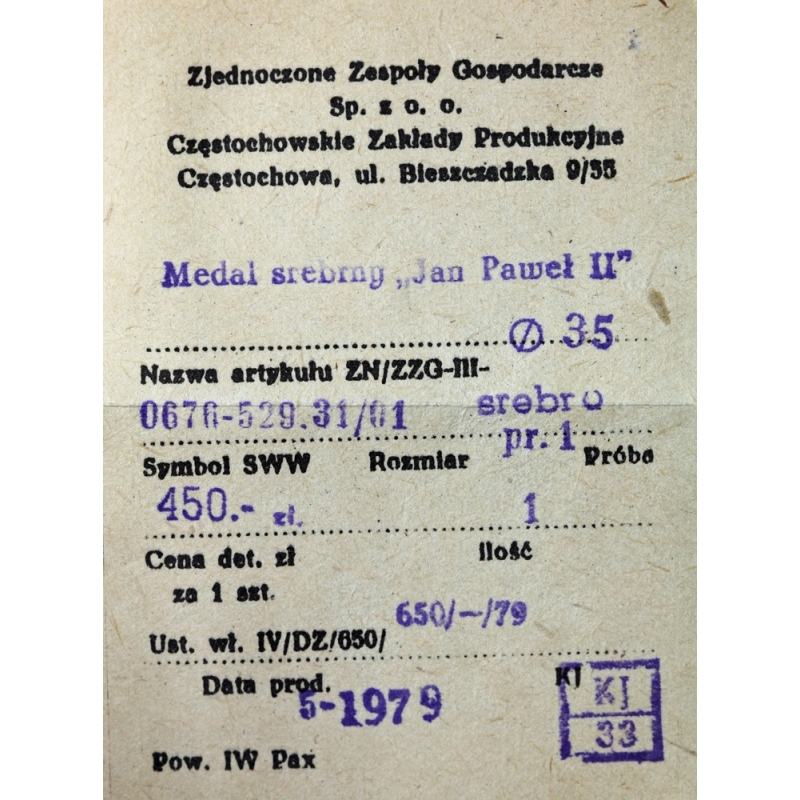 Zjednoczone Zespoły Gospodarcze
Sp. z o. o.
Częstochowskie Zakłady Produkcyjne
Częstochowa, ul. Bieszczadzka 9/35
Medal srebrny „Jan Paweł II”
∅ 35
Nazwa artykułu ZN/ZZG-III-
0676-529.31/01 srebro
pr. 1
Symbol SWW Rozmiar Próba
450.- zł. 1
Cena det. zł Ilość
za 1 szt.
650/-/79
Ust. wł. IV/DZ/650/
Data prod. KJ
5-1979 KJ
33
Pow. IW Pax